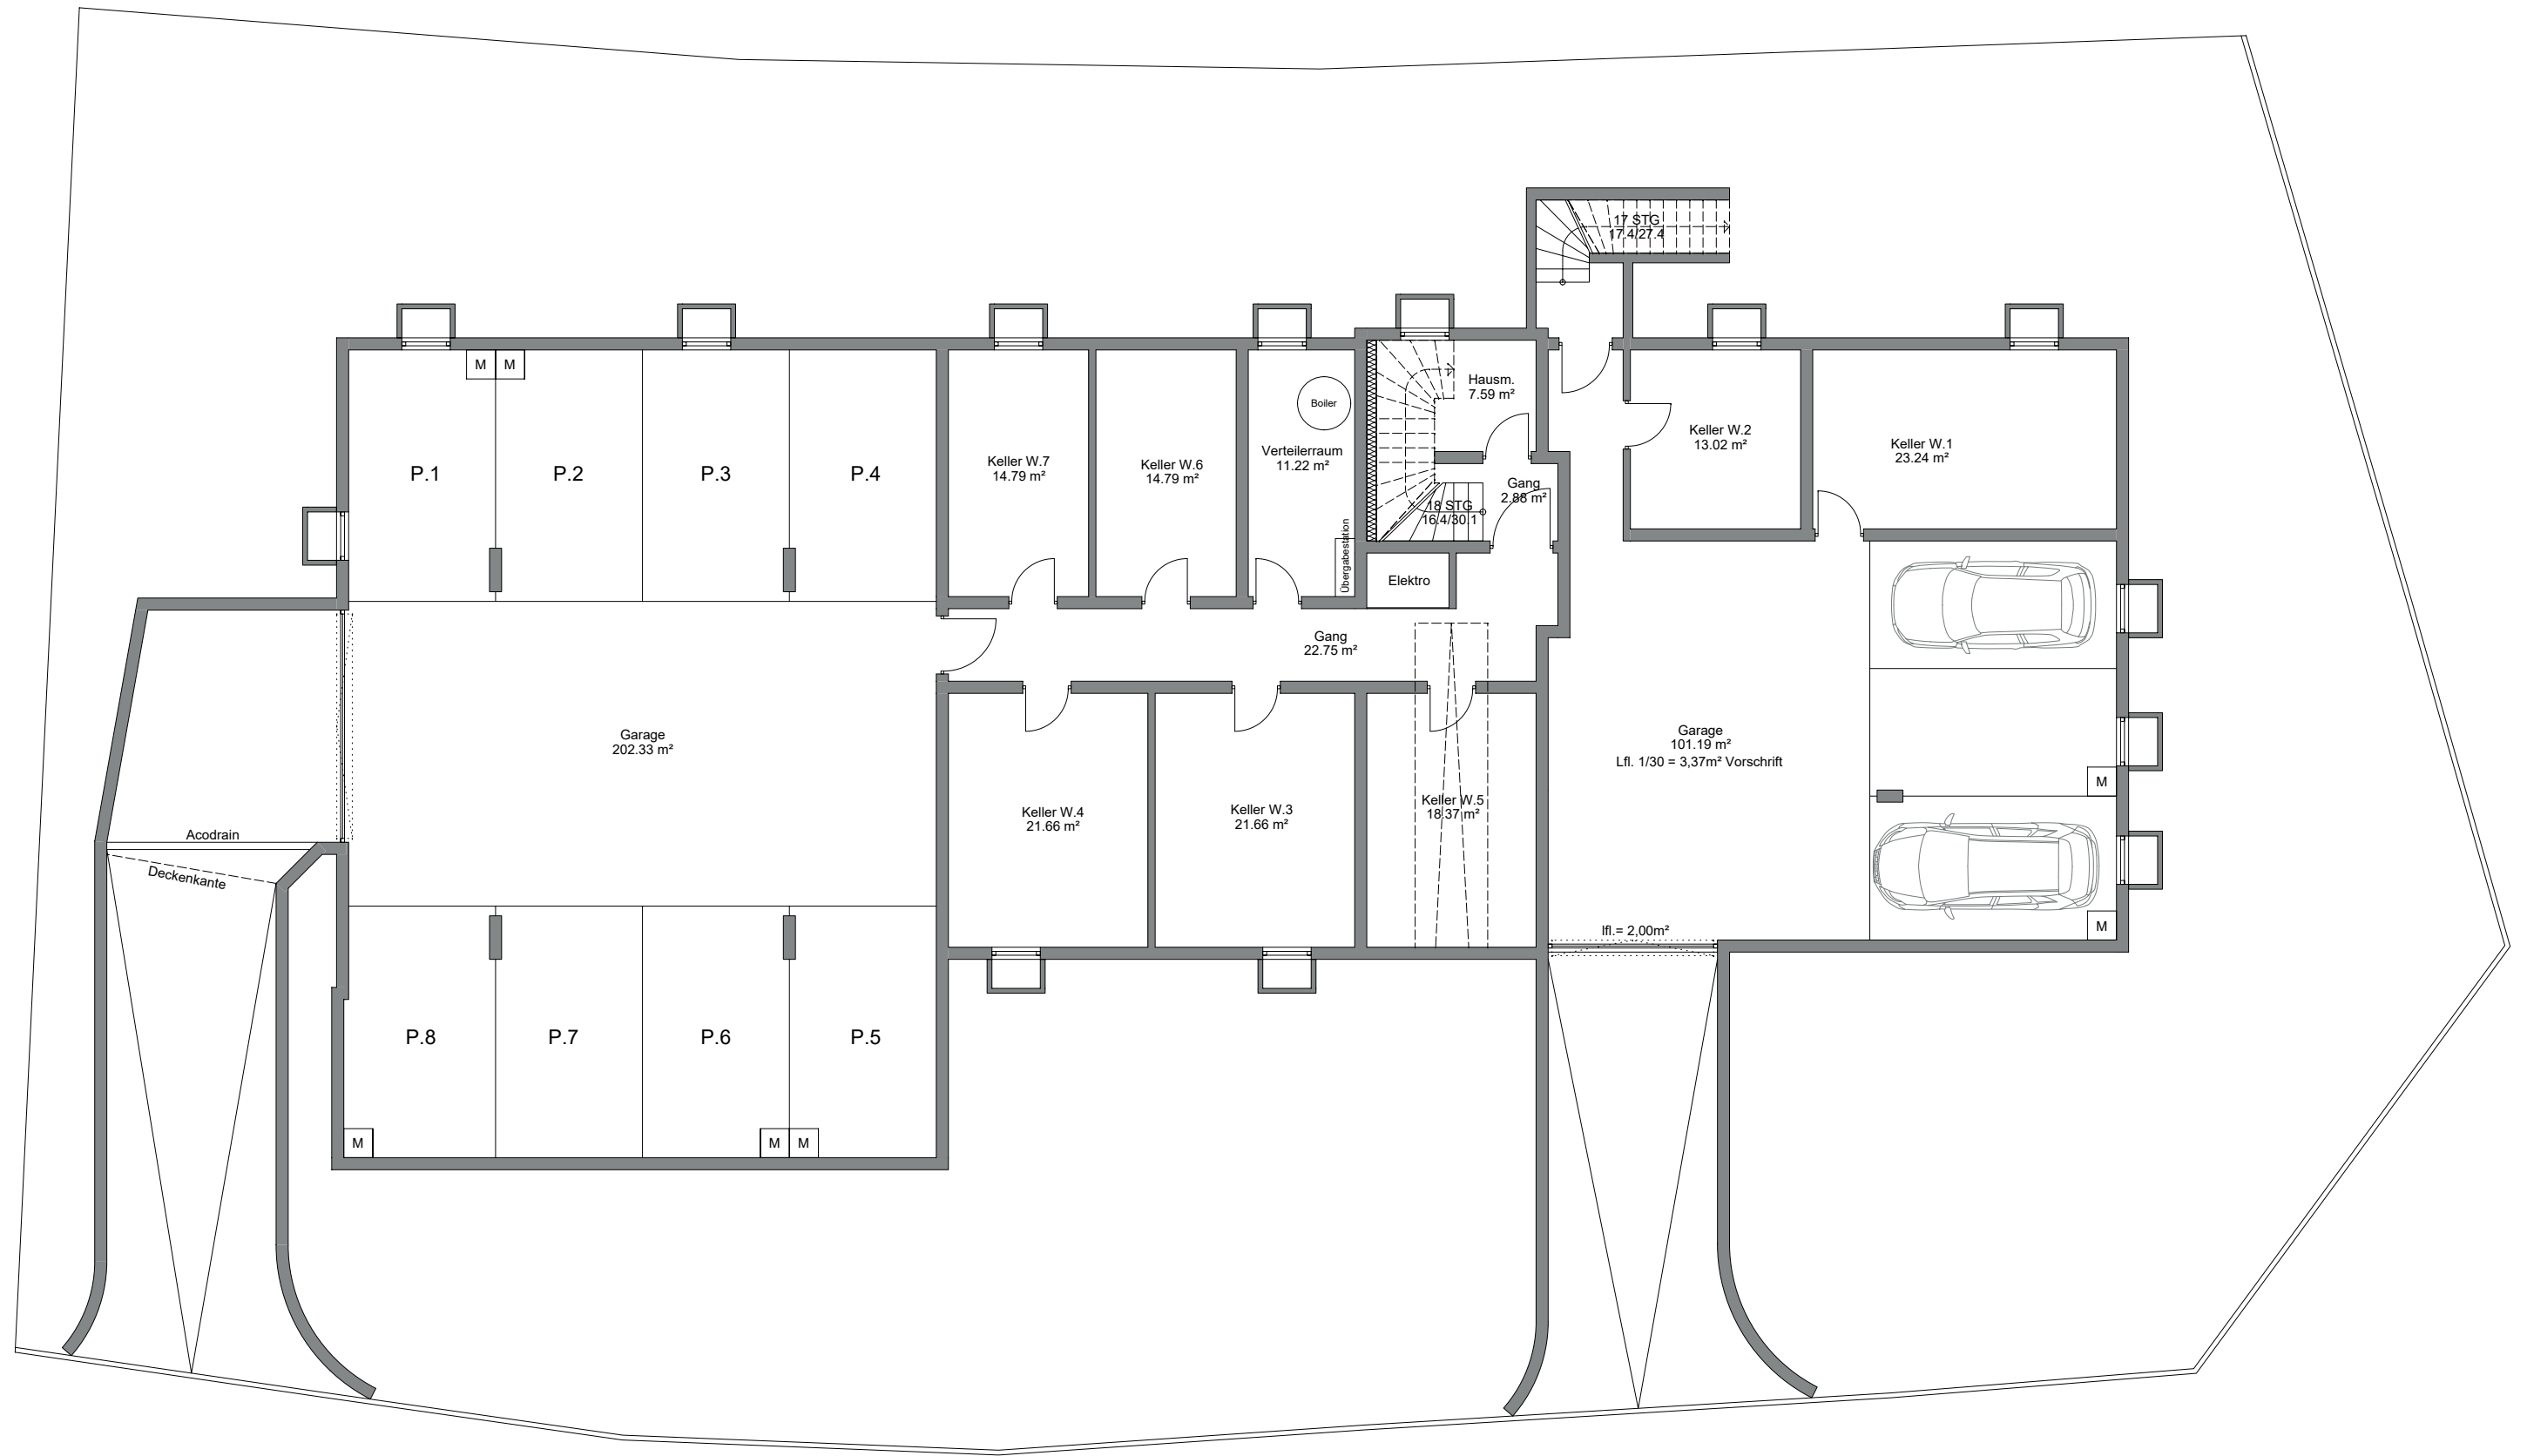 17 STG
17.4/27.4
M
M
Hausm.
7.59 m²
Boiler
P.1
P.2
P.3
P.4
Keller W.7
14.79 m²
Keller W.6
14.79 m²
Verteilerraum
11.22 m²
Keller W.2
13.02 m²
Keller W.1
23.24 m²
Gang
2.88 m²
18 STG
16.4/30.1
Übergabestation
Elektro
Gang
22.75 m²
Garage
202.33 m²
Garage
101.19 m²
Lfl. 1/30 = 3,37m² Vorschrift
M
Acodrain
Deckenkante
Keller W.4
21.66 m²
Keller W.3
21.66 m²
Keller W.5
18.37 m²
lfl.= 2,00m²
M
P.8
P.7
P.6
P.5
M
M
M